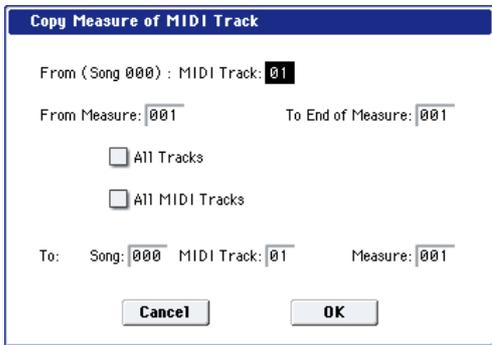 Copy Measure of MIDI Track
From (Song 000) : MIDI Track: 01
From Measure: 001 To End of Measure: 001
All Tracks
All MIDI Tracks
To: Song: 000 MIDI Track: 01 Measure: 001
Cancel OK